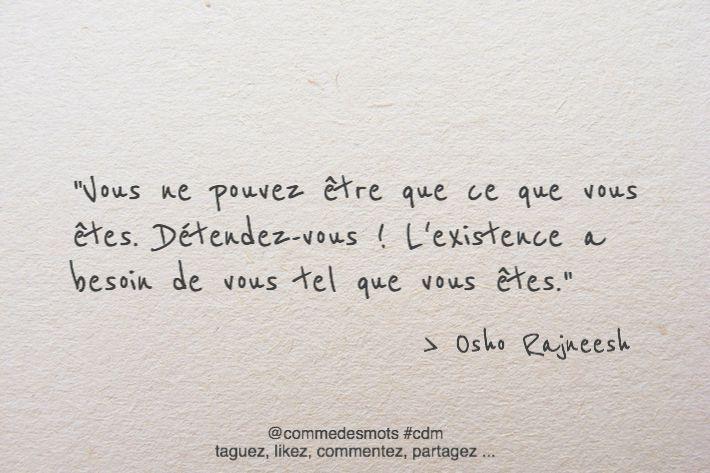 "Vous ne pouvez être que ce que vous
êtes. Détendez-vous ! L'existence a
besoin de vous tel que vous êtes."
> Osho Rajneesh
@commedesmots #cdm
taguez, likez, commentez, partagez ...